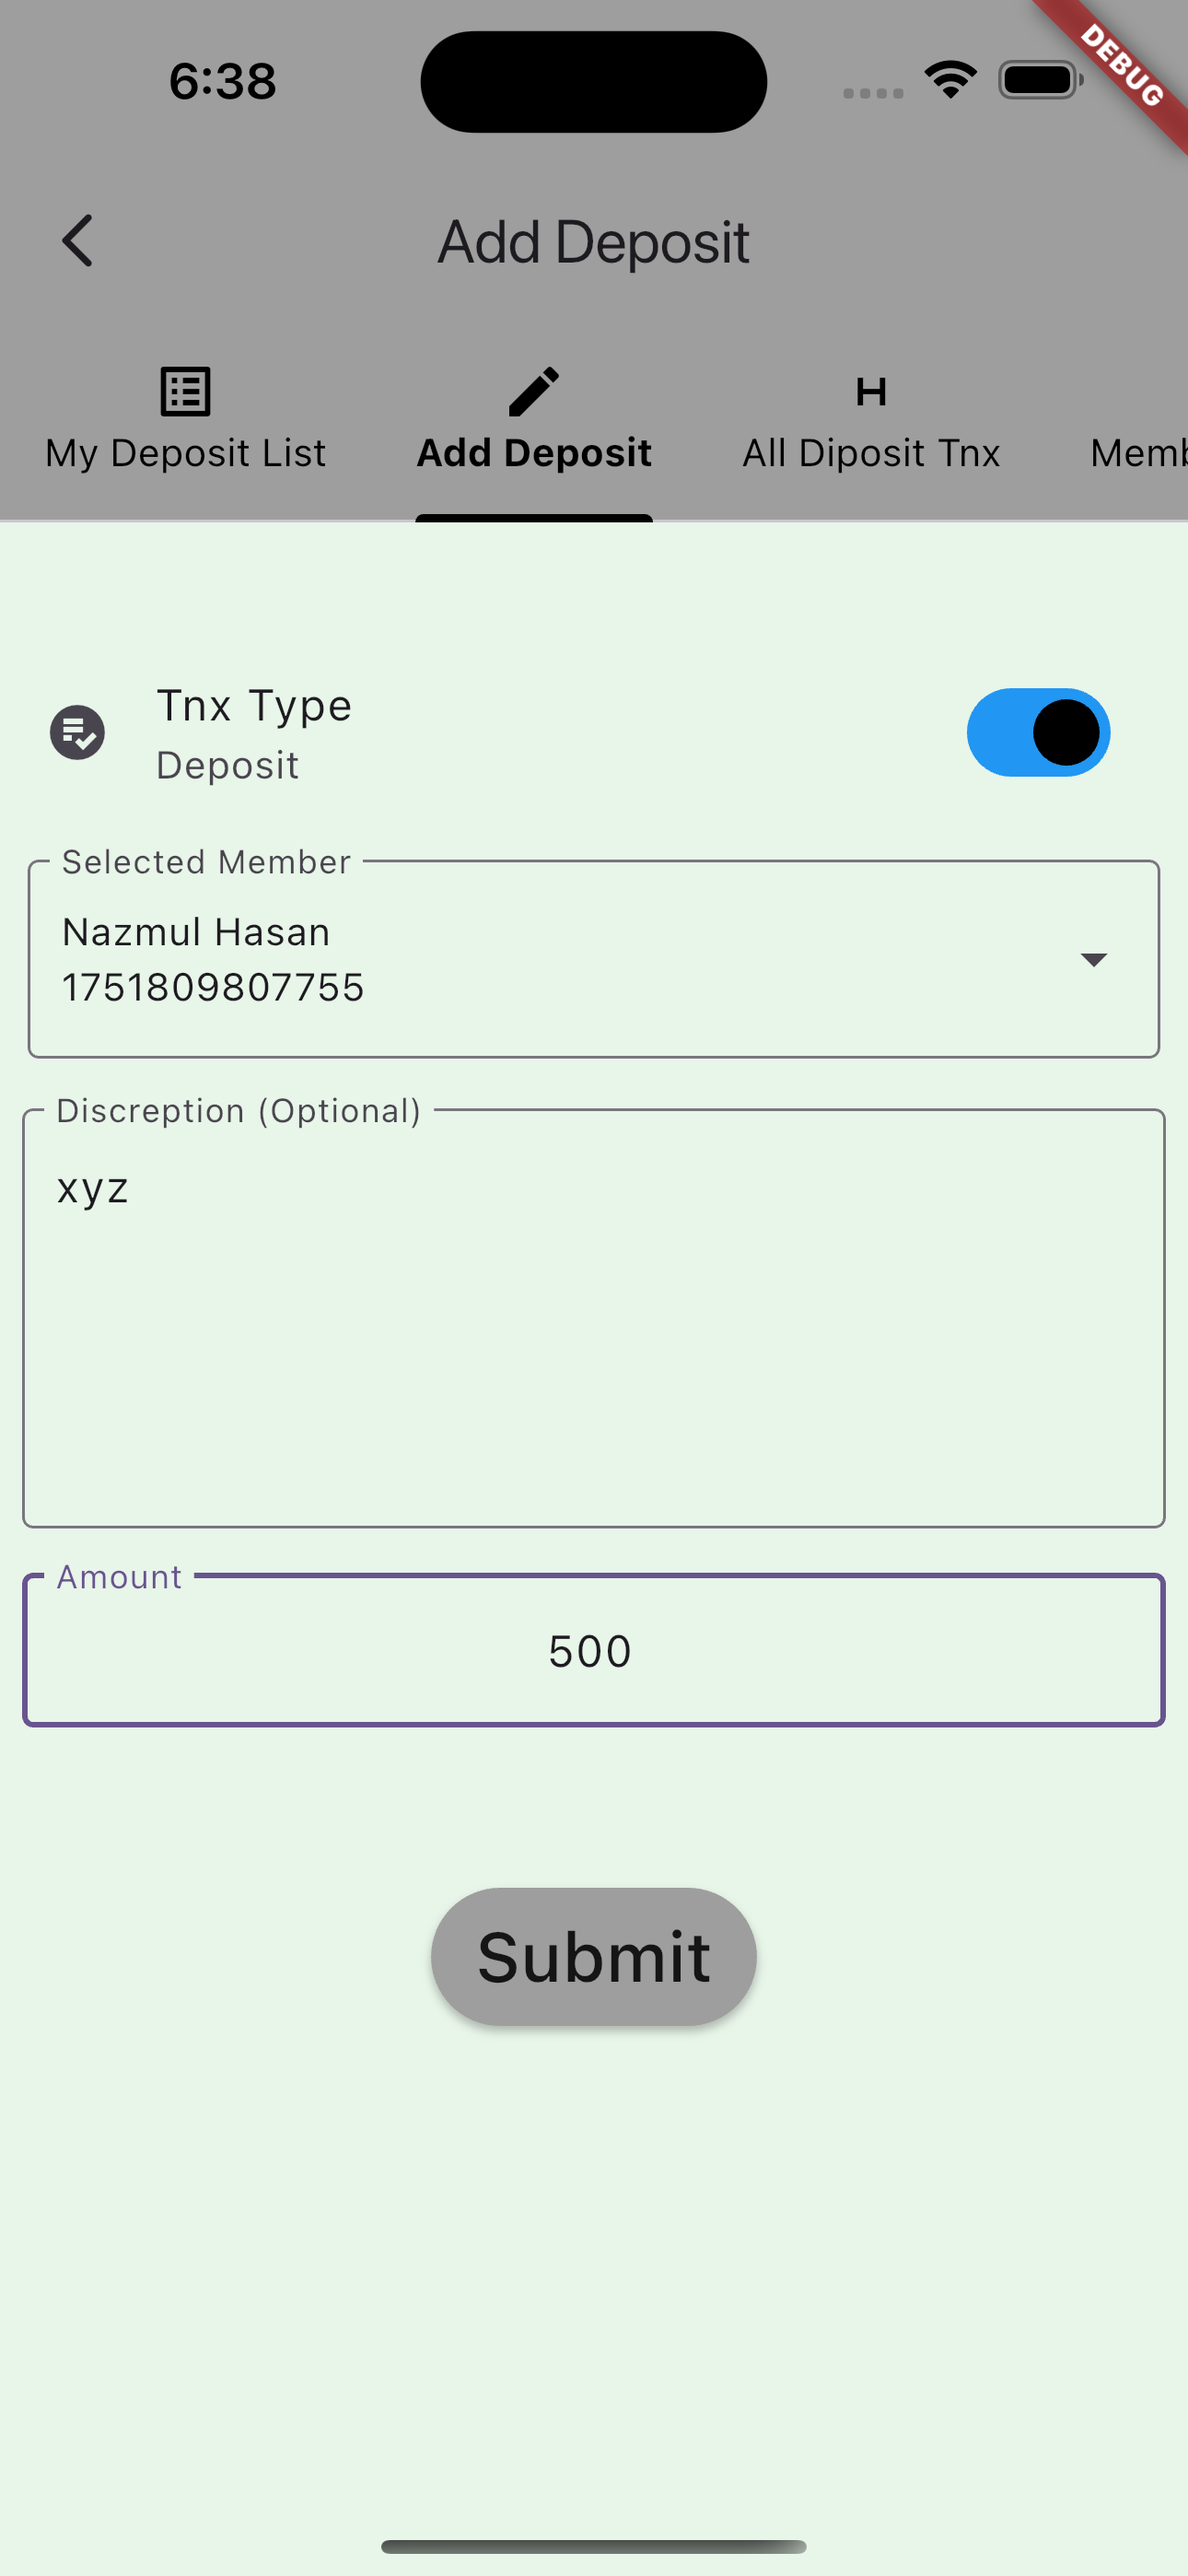 6:38
DEBUG
Add Deposit
My Deposit List
Add Deposit
All Diposit Tnx
Tnx Type
Deposit
Selected Member
Nazmul Hasan
1751809807755
Discreption (Optional)
xyz
Amount
500
Submit